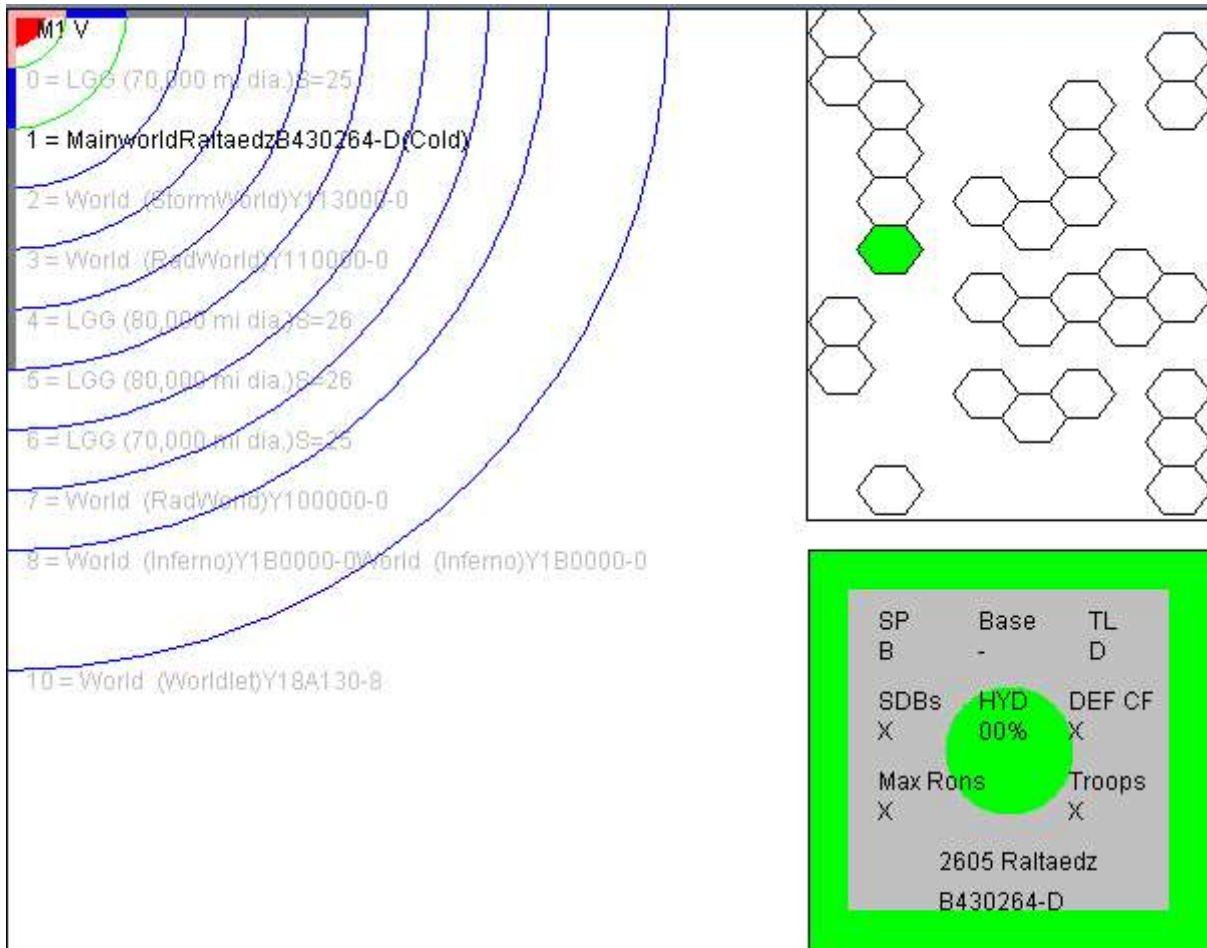 M1 V
0 = LGG (70,000 mi dia.)S=25
1 = MainworldRaltaedzB430264-D(Cold)
2 = World (StormWorld)Y113000-0
3 = World (RadWorld)Y110000-0
4 = LGG (80,000 mi dia.)S=26
5 = LGG (80,000 mi dia.)S=26
6 = LGG (70,000 mi dia.)S=25
7 = World (RadWorld)Y100000-0
8 = World (Inferno)Y1B0000-0World (Inferno)Y1B0000-0
10 = World (Worldlet)Y18A130-8
SP Base TL
B - D
SDBs HYD DEF CF
X 00% X
Max Rons Troops
X X
2605 Raltaedz
B430264-D